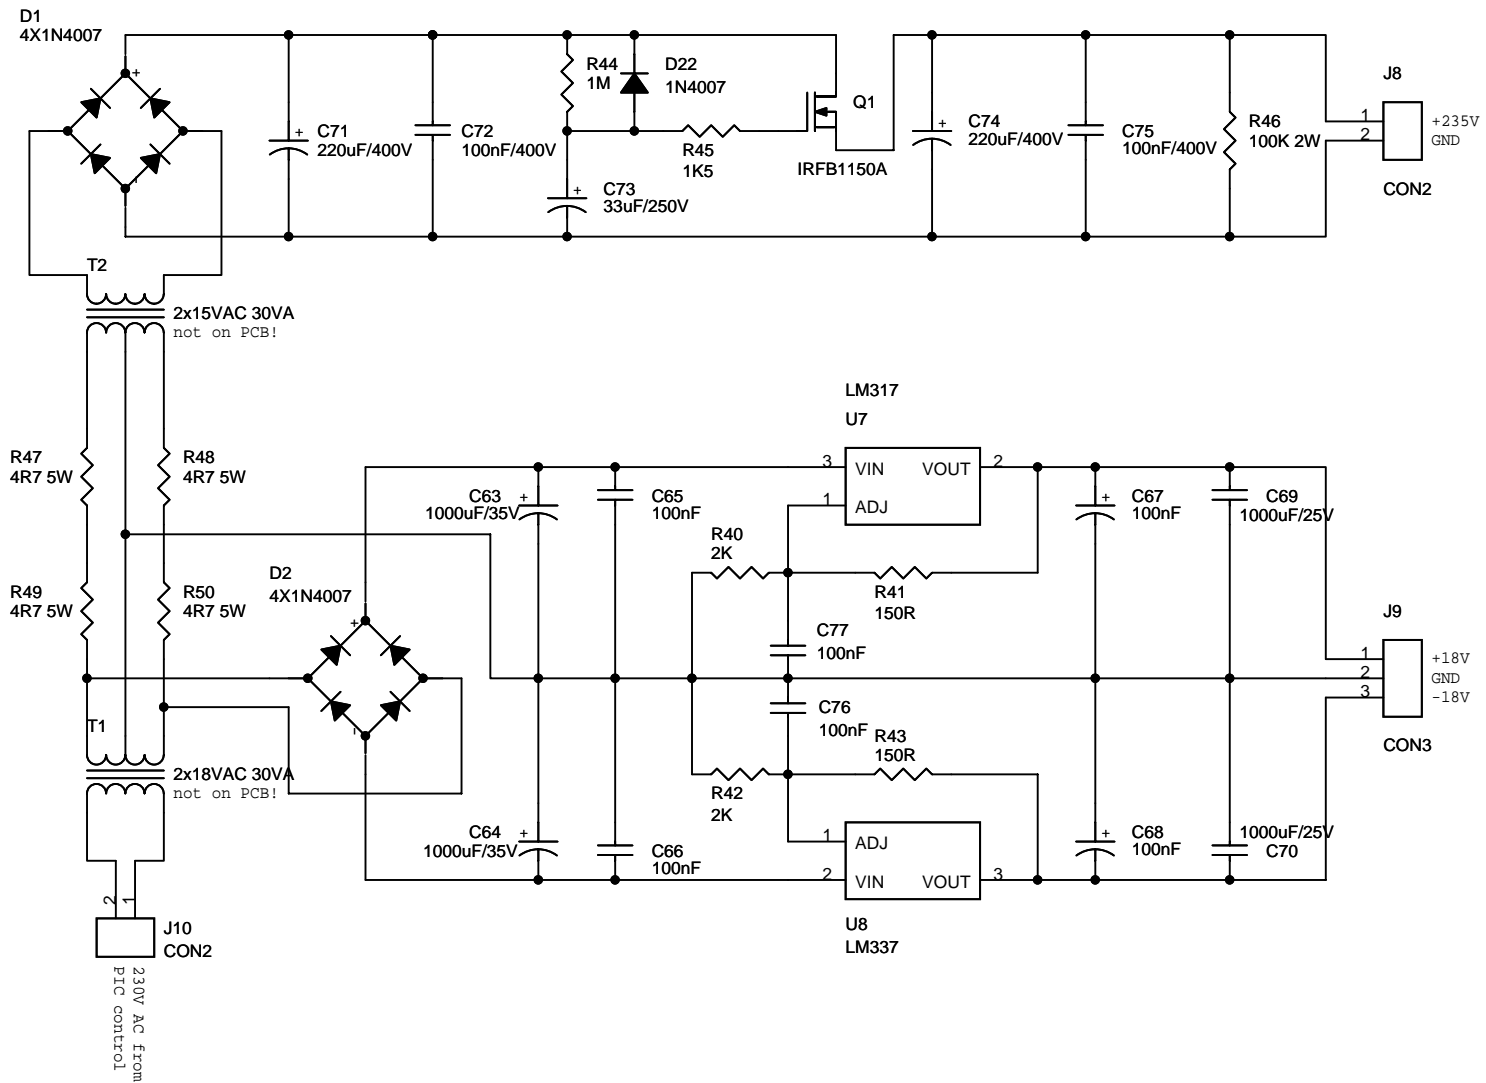 D1
4X1N4007
+
-
C71
220uF/400V
+
C72
100nF/400V
R44
1M
D22
1N4007
C73
33uF/250V
+
R45
1K5
Q1
IRFB1150A
C74
220uF/400V
+
C75
100nF/400V
R46
100K 2W
J8
1
2
+235V
GND
CON2
T2
2x15VAC 30VA
not on PCB!
R47
4R7 5W
R48
4R7 5W
R49
4R7 5W
R50
4R7 5W
D2
4X1N4007
+
-
T1
2x18VAC 30VA
not on PCB!
2
1
J10
CON2
230V AC from
PIC control
C63
1000uF/35V
+
C65
100nF
C64
1000uF/35V
+
C66
100nF
LM317
U7
3
VIN
VOUT
2
1
ADJ
R40
2K
R41
150R
C77
100nF
C76
100nF
R43
150R
R42
2K
1
ADJ
2
VIN
VOUT
3
U8
LM337
C67
100nF
+
C69
1000uF/25V
C68
100nF
+
1000uF/25V
C70
J9
1
2
3
+18V
GND
-18V
CON3